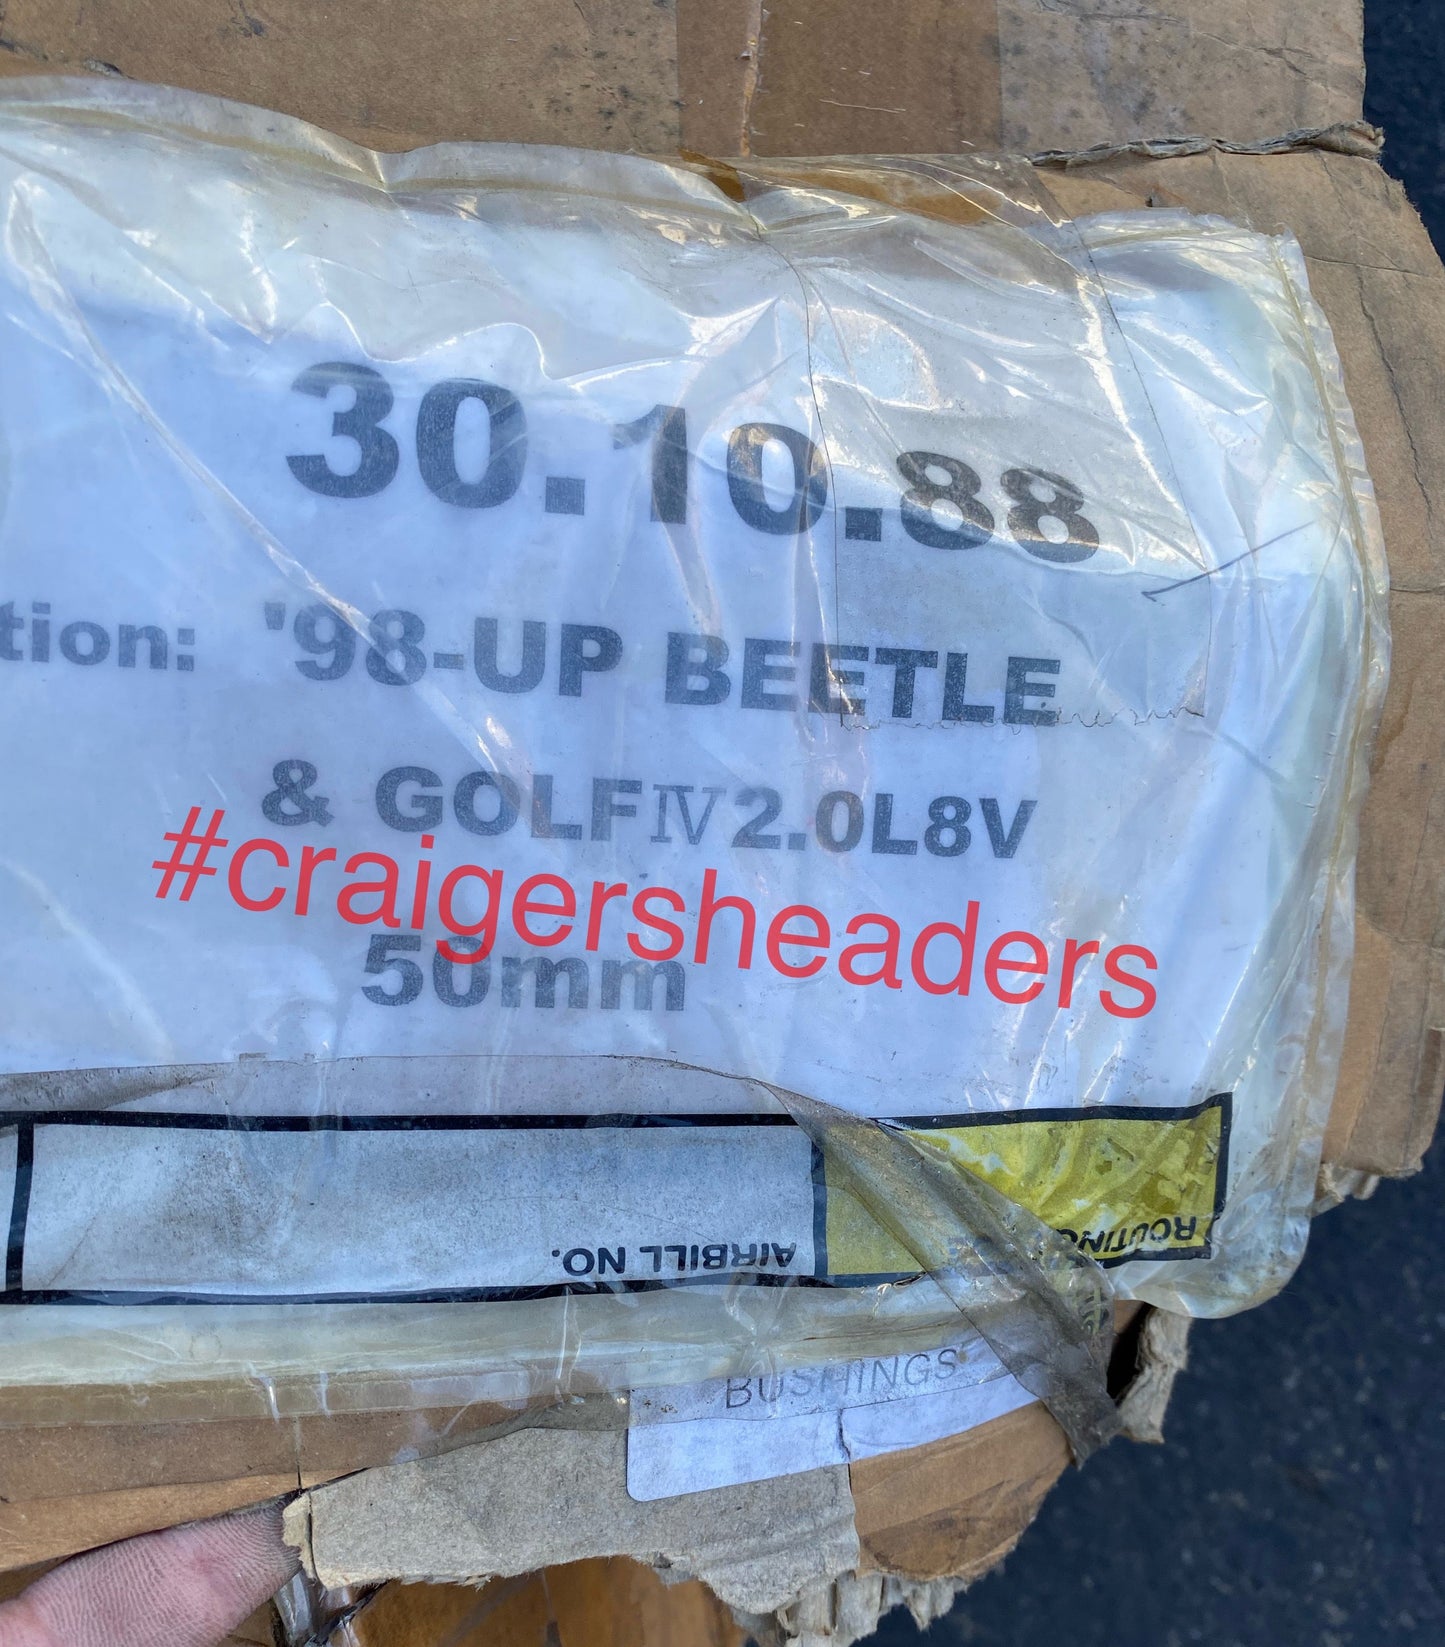 30.10.88
tion: '98-UP BEETLE
& GOLF IV 2.0L8V
#craigersheaders
50mm
AIRBILL NO.
ROUTING
BUSHINGS